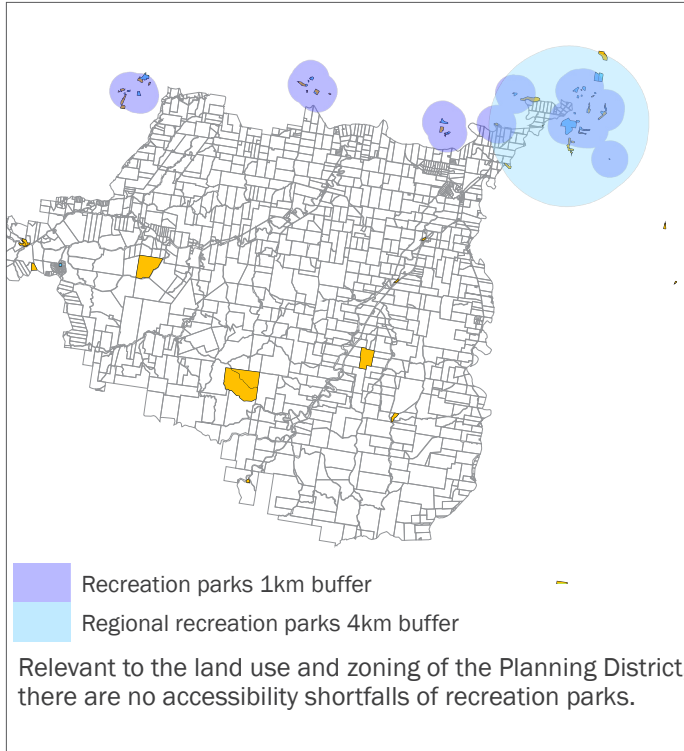 Recreation parks 1km buffer
Regional recreation parks 4km buffer
Relevant to the land use and zoning of the Planning District
there are no accessibility shortfalls of recreation parks.